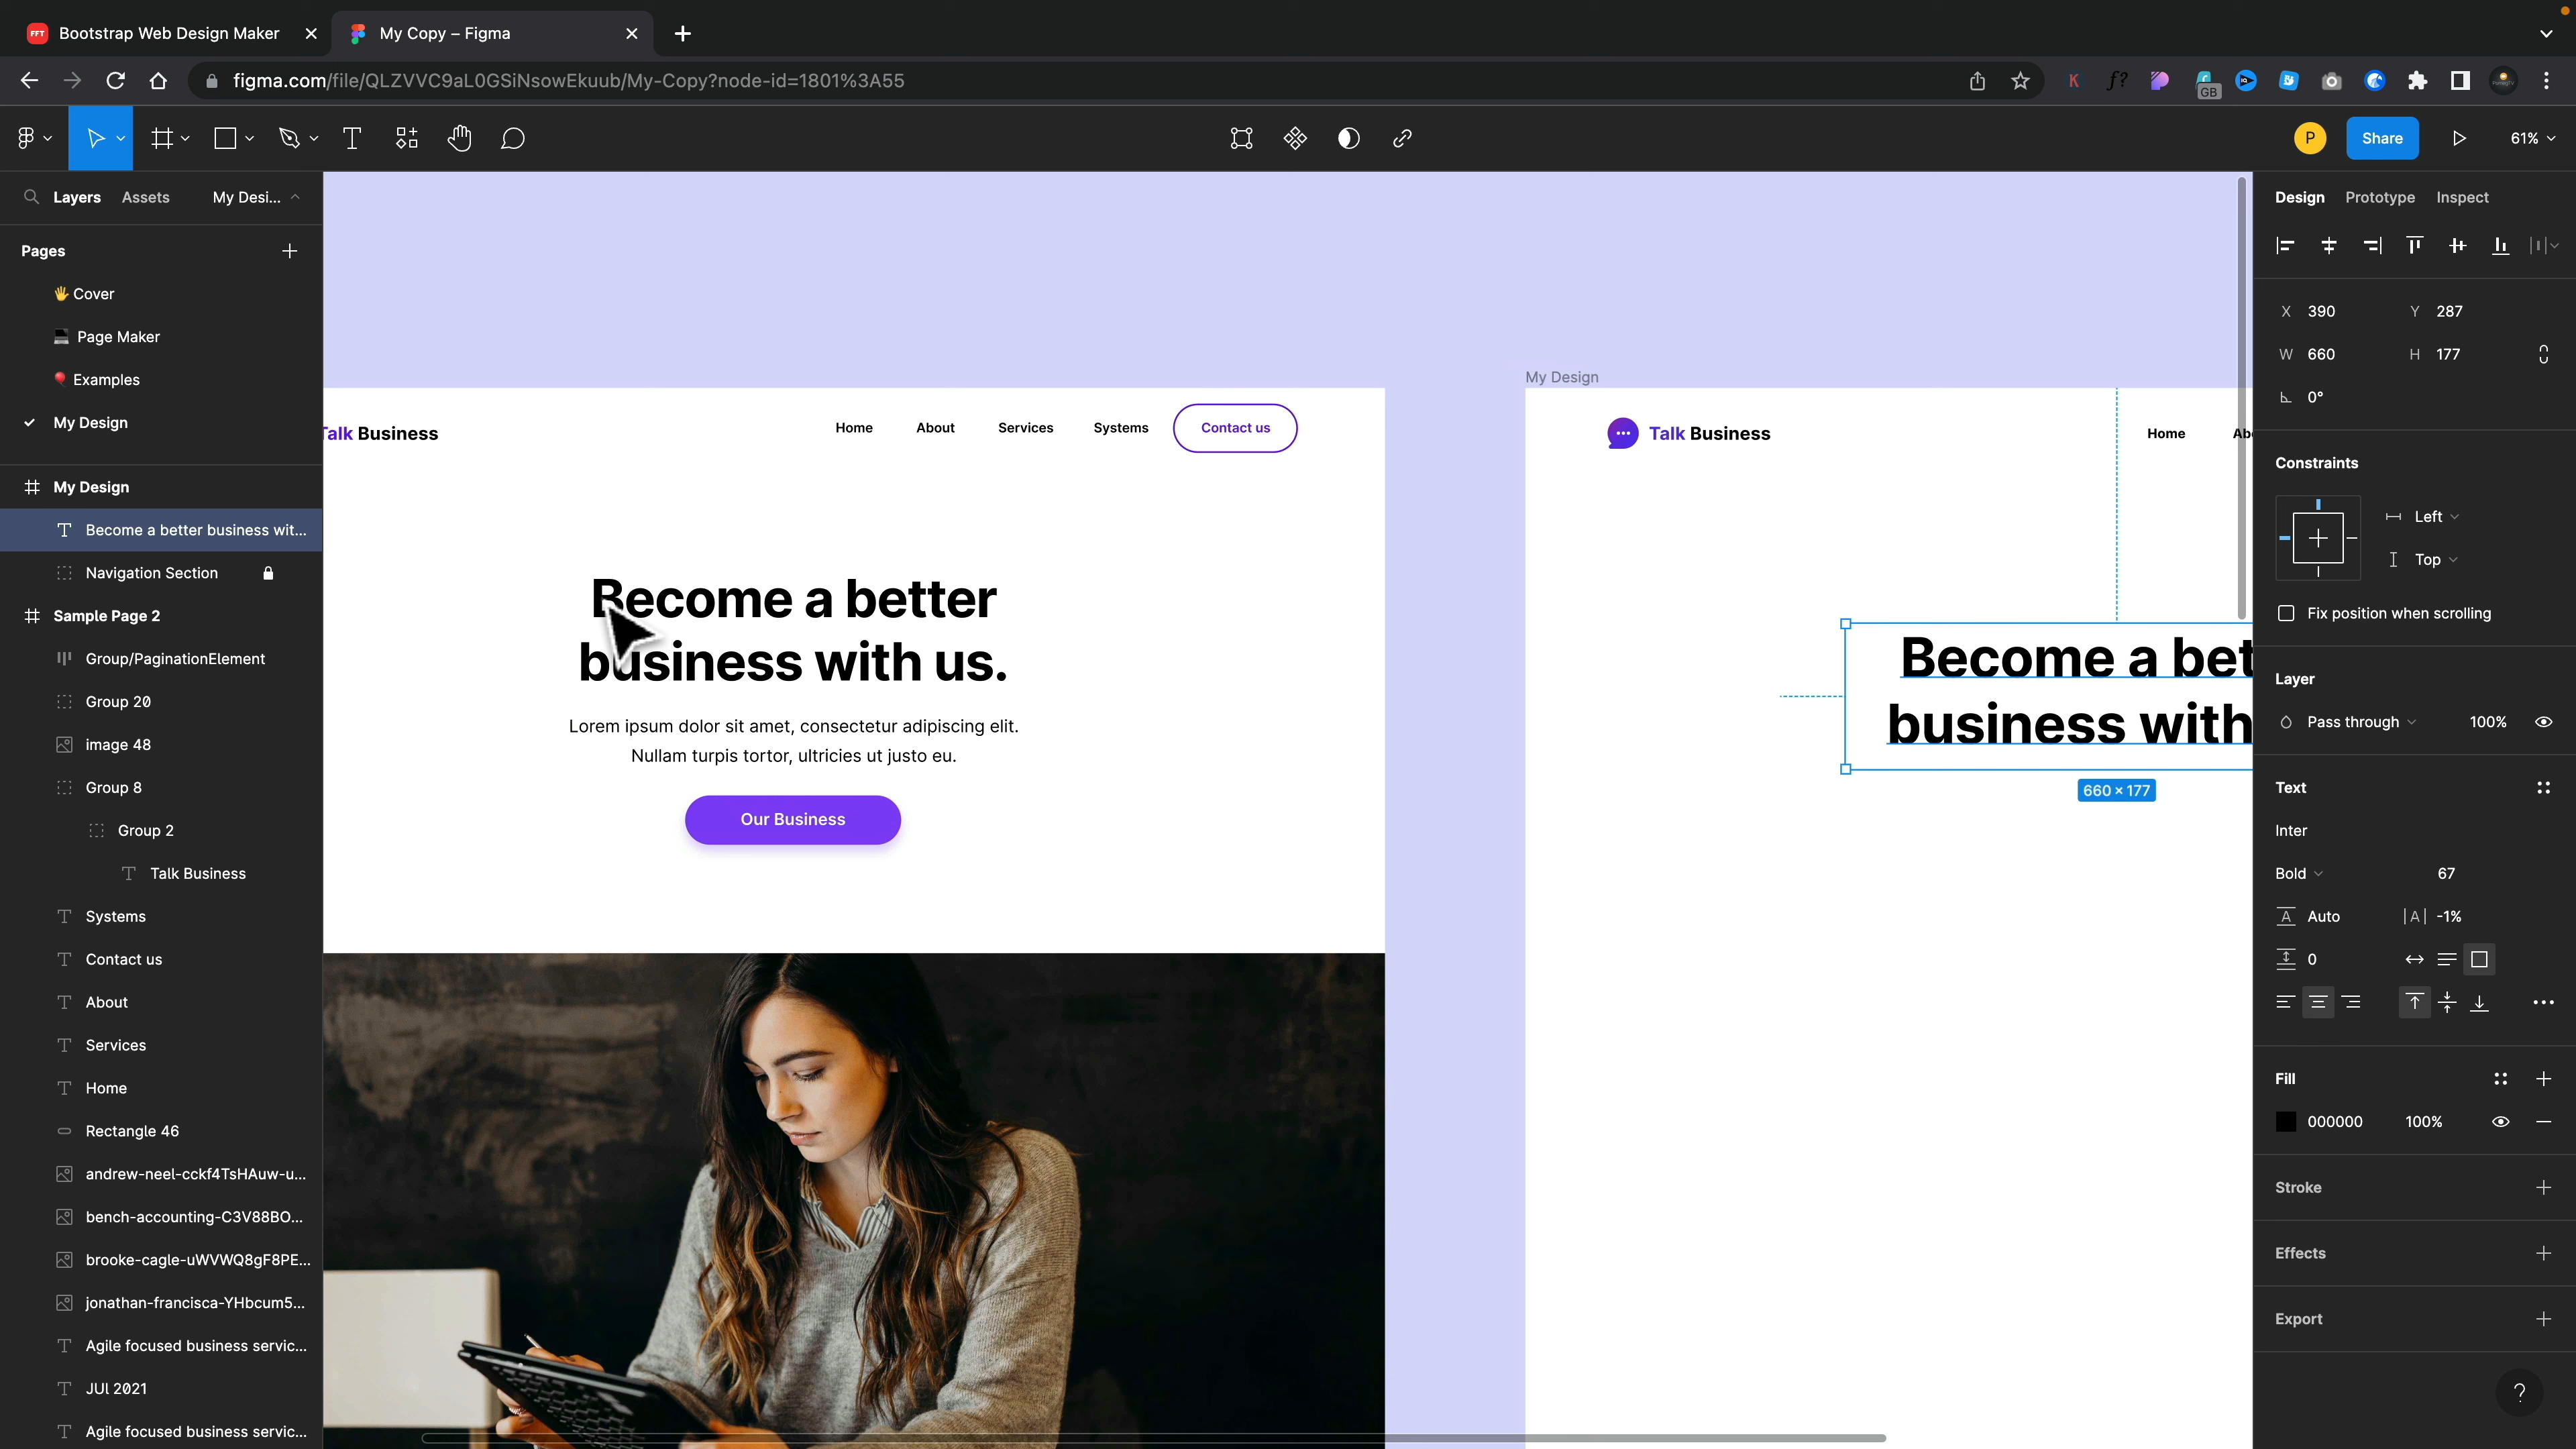 FFT Bootstrap Web Design Maker
My Copy – Figma
figma.com/file/QLZVVC9aL0GSiNsowEkuub/My-Copy?node-id=1801%3A55
GB
P
Share
61%
Layers
Assets
My Desi...
Pages
🖐 Cover
💻 Page Maker
🎈 Examples
My Design
My Design
Become a better business wit...
Navigation Section
Sample Page 2
Group/PaginationElement
Group 20
image 48
Group 8
Group 2
Talk Business
Systems
Contact us
About
Services
Home
Rectangle 46
andrew-neel-cckf4TsHAuw-u...
bench-accounting-C3V88BO...
brooke-cagle-uWVWQ8gF8PE...
jonathan-francisca-YHbcum5...
Agile focused business servic...
JUl 2021
Agile focused business servic...
Talk Business
Home
About
Services
Systems
Contact us
Become a better
business with us.
Lorem ipsum dolor sit amet, consectetur adipiscing elit.
Nullam turpis tortor, ultricies ut justo eu.
Our Business
My Design
Talk Business
Home
Ab
Become a bet
business with
660 × 177
Design
Prototype
Inspect
X 390
Y 287
W 660
H 177
0°
Constraints
Left
Top
Fix position when scrolling
Layer
Pass through
100%
Text
Inter
Bold
67
A Auto
|A| -1%
0
Fill
000000
100%
Stroke
Effects
Export
?